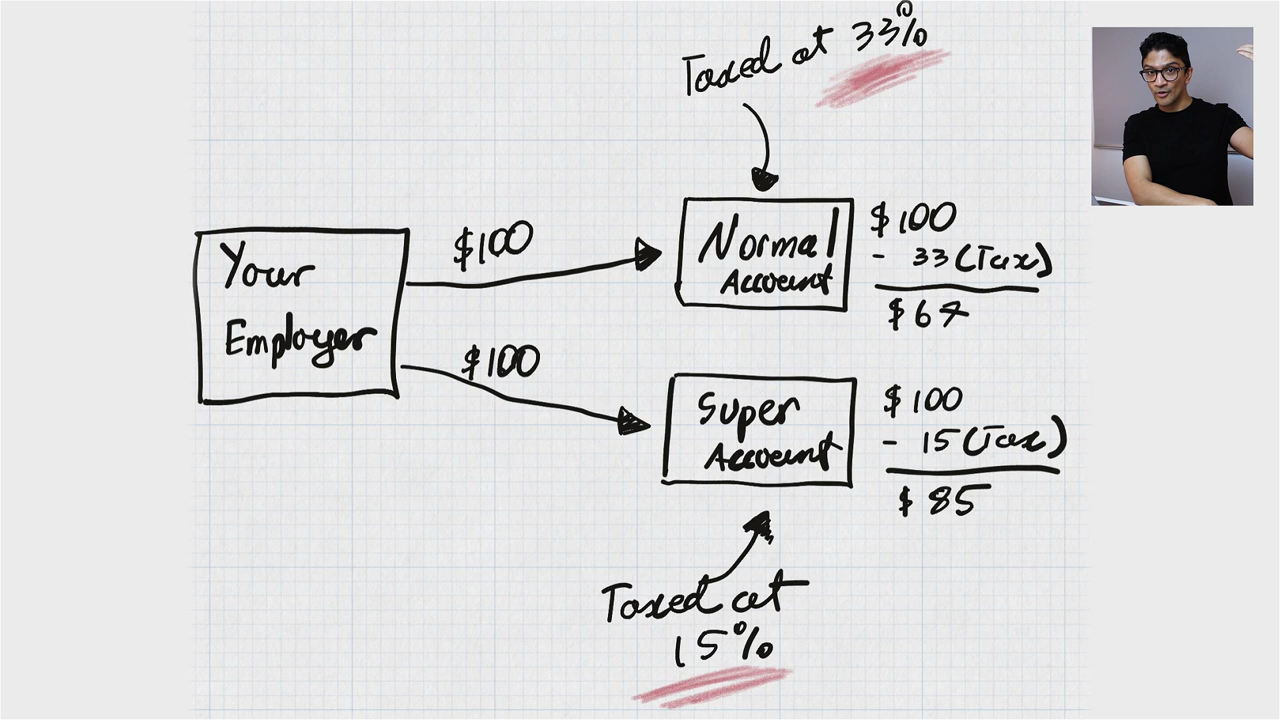 Taxed at 33%
Your
Employer
$100
$100
Normal
Account
$100
- 33 (Tax)
$67
Super
Account
$100
- 15 (Tax)
$85
Taxed at
15%